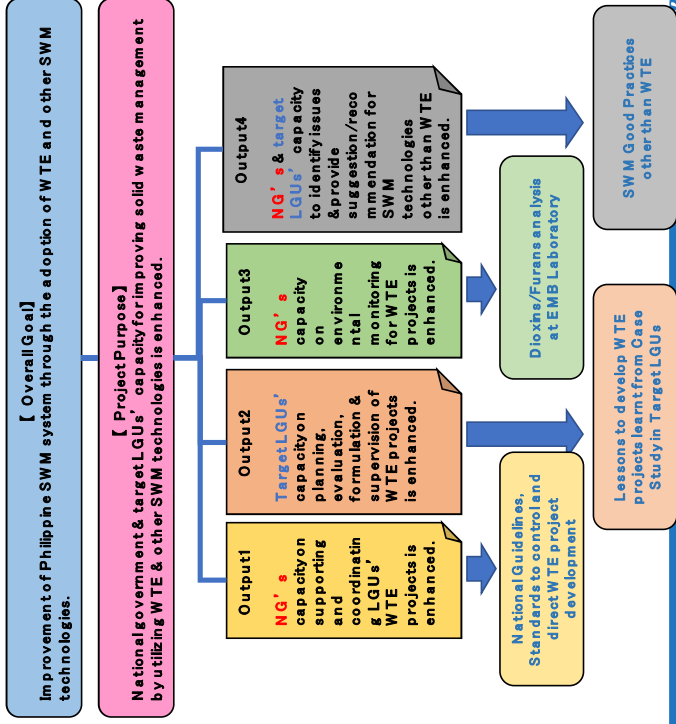 【 Overall Goal】
Improvement of Philippine SWM system through the adoption of WTE and other SWM
technologies.
【 Project Purpose】
National government & target LGUs’ capacity for improving solid waste management
by utilizing WTE & other SWM technologies is enhanced.
Output1
NG’s
capacity on
supporting
and
coordinatin
g LGUs’
WTE
projects is
enhanced.
Output2
Target LGUs’
capacity on
planning,
evaluation,
formulation &
supervision of
WTE projects
is enhanced.
Output3
NG’s
capacity
on
environme
ntal
monitoring
for WTE
projects is
enhanced.
Output4
NG’s & target
LGUs’ capacity
to identify issues
& provide
suggestion/reco
mmendation for
SWM
technologies
other than WTE
is enhanced.
National Guidelines,
Standards to control and
direct WTE project
development
Lessons to develop WTE
projects learnt from Case
Study in Target LGUs
Dioxins/Furans analysis
at EMB Laboratory
SWM Good Practices
other than WTE